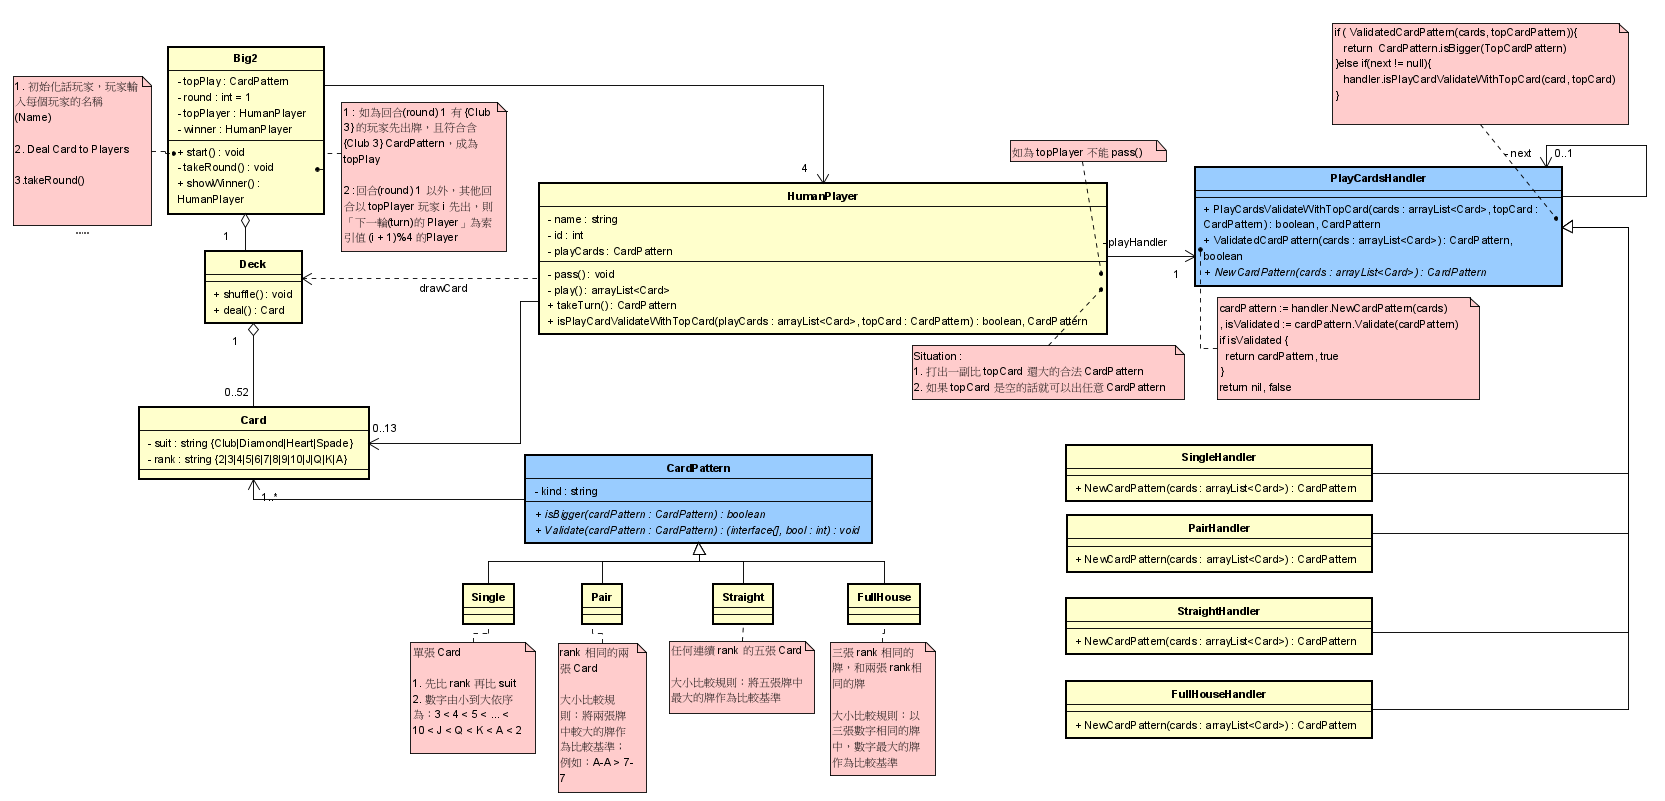 1 . 初始化話玩家，玩家輸
入每個玩家的名稱
(Name)
2. Deal Card to Players
3.takeRound()
.....
Big2
- topPlay : CardPattern
- round : int = 1
- topPlayer : HumanPlayer
- winner : HumanPlayer
+ start() : void
- takeRound() : void
+ showWinner() :
HumanPlayer
1 : 如為回合(round) 1 有 {Club
3} 的玩家先出牌，且符合含
{Club 3} CardPattern，成為
topPlay
2 :回合(round) 1 以外，其他回
合以 topPlayer 玩家 i 先出，則
「下一輪(turn)的 Player」為索
引值 (i + 1)%4 的Player
1
Deck
+ shuffle() : void
+ deal() : Card
drawCard
1
0..52
Card
- suit : string {Club|Diamond|Heart|Spade}
- rank : string {2|3|4|5|6|7|8|9|10|J|Q|K|A}
0..13
1..*
4
HumanPlayer
- name : string
- id : int
- playCards : CardPattern
- pass() : void
- play() : arrayList<Card>
+ takeTurn() : CardPattern
+ isPlayCardValidateWithTopCard(playCards : arrayList<Card>, topCard : CardPattern) : boolean, CardPattern
如為 topPlayer 不能 pass()
Situation :
1. 打出一副比 topCard 還大的合法 CardPattern
2. 如果 topCard 是空的話就可以出任意 CardPattern
-playHandler
1
if ( ValidatedCardPattern(cards, topCardPattern)){
return CardPattern.isBigger(TopCardPattern)
}else if(next != null){
handler.isPlayCardValidateWithTopCard(card, topCard)
}
- next
0..1
PlayCardsHandler
+ PlayCardsValidateWithTopCard(cards : arrayList<Card>, topCard :
CardPattern) : boolean, CardPattern
+ ValidatedCardPattern(cards : arrayList<Card>) : CardPattern,
boolean
+ NewCardPattern(cards : arrayList<Card>) : CardPattern
cardPattern := handler.NewCardPattern(cards)
, isValidated := cardPattern.Validate(cardPattern)
if isValidated {
return cardPattern, true
}
return nil, false
CardPattern
- kind : string
+ isBigger(cardPattern : CardPattern) : boolean
+ Validate(cardPattern : CardPattern) : (interface{}, bool : int) : void
Single
Pair
Straight
FullHouse
單張 Card
1. 先比 rank 再比 suit
2. 數字由小到大依序
為：3 < 4 < 5 < ... <
10 < J < Q < K < A < 2
rank 相同的兩
張 Card
大小比較規
則：將兩張牌
中較大的牌作
為比較基準；
例如：A-A > 7-
7
任何連續 rank 的五張 Card
大小比較規則：將五張牌中
最大的牌作為比較基準
三張 rank 相同的
牌，和兩張 rank相
同的牌
大小比較規則：以
三張數字相同的牌
中，數字最大的牌
作為比較基準
SingleHandler
+ NewCardPattern(cards : arrayList<Card>) : CardPattern
PairHandler
+ NewCardPattern(cards : arrayList<Card>) : CardPattern
StraightHandler
+ NewCardPattern(cards : arrayList<Card>) : CardPattern
FullHouseHandler
+ NewCardPattern(cards : arrayList<Card>) : CardPattern